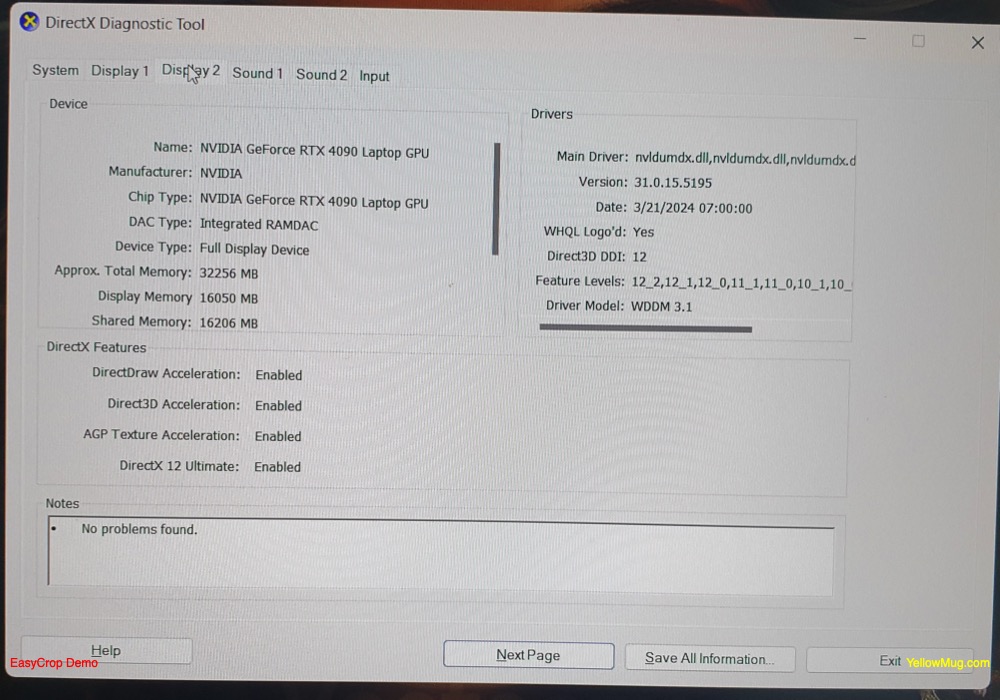 DirectX Diagnostic Tool
System Display 1 Display 2 Sound 1 Sound 2 Input
Device
Name: NVIDIA GeForce RTX 4090 Laptop GPU
Manufacturer: NVIDIA
Chip Type: NVIDIA GeForce RTX 4090 Laptop GPU
DAC Type: Integrated RAMDAC
Device Type: Full Display Device
Approx. Total Memory: 32256 MB
Display Memory 16050 MB
Shared Memory: 16206 MB
Drivers
Main Driver: nvldumdx.dll,nvldumdx.dll,nvldumdx.d
Version: 31.0.15.5195
Date: 3/21/2024 07:00:00
WHQL Logo'd: Yes
Direct3D DDI: 12
Feature Levels: 12_2,12_1,12_0,11_1,11_0,10_1,10_
Driver Model: WDDM 3.1
DirectX Features
DirectDraw Acceleration: Enabled
Direct3D Acceleration: Enabled
AGP Texture Acceleration: Enabled
DirectX 12 Ultimate: Enabled
Notes
• No problems found.
Help Next Page Save All Information... Exit
EasyCrop Demo YellowMug.com